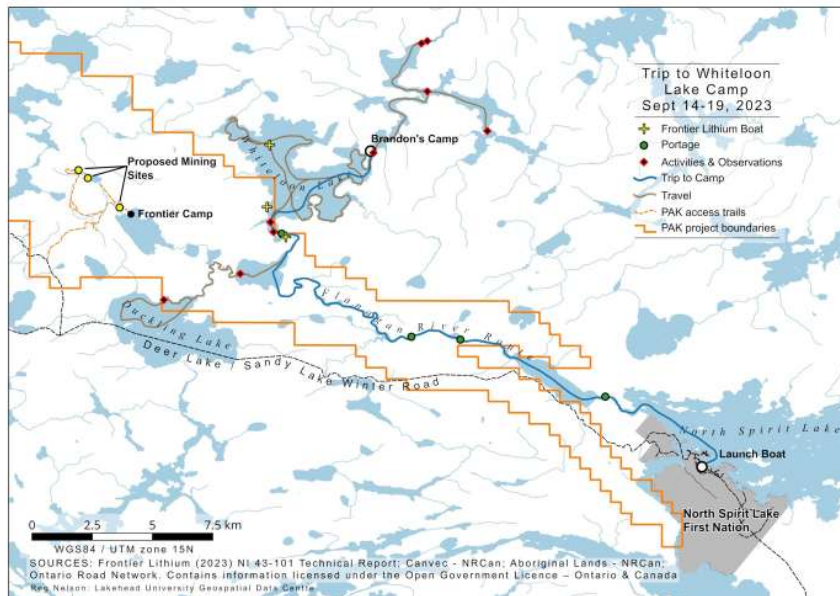 Trip to Whiteloon
Lake Camp
Sept 14-19, 2023
Frontier Lithium Boat
Portage
Activities & Observations
Trip to Camp
Travel
PAK access trails
PAK project boundaries
Brandon's Camp
Whiteloon Lake
Proposed Mining
Sites
Frontier Camp
Duckling Lake
Flanagan River Route
Deer Lake / Sandy Lake Winter Road
North Spirit Lake
Launch Boat
North Spirit Lake
First Nation
0 2.5 5 7.5 km
WGS84 / UTM zone 15N
SOURCES: Frontier Lithium (2023) NI 43-101 Technical Report; Canvec - NRCan; Aboriginal Lands - NRCan;
Ontario Road Network. Contains information licensed under the Open Government Licence – Ontario & Canada
Reg Nelson: Lakehead University Geospatial Data Centre